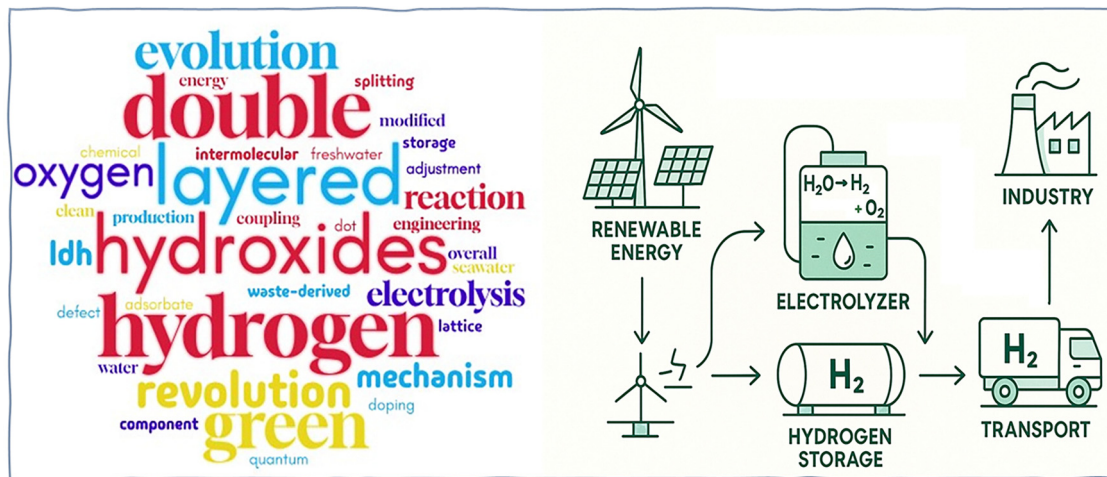 evolution
energy
splitting
double
modified
storage
chemical
intermolecular
freshwater
oxygen
layered
adjustment
reaction
clean
production
coupling
dot
engineering
ldh
hydroxides
overall
seawater
waste-derived
electrolysis
defect
adsorbate
hydrogen
lattice
water
revolution
mechanism
doping
component
green
quantum
RENEWABLE
ENERGY
H₂O→H₂
+O₂
ELECTROLYZER
H₂
HYDROGEN
STORAGE
H₂
TRANSPORT
INDUSTRY